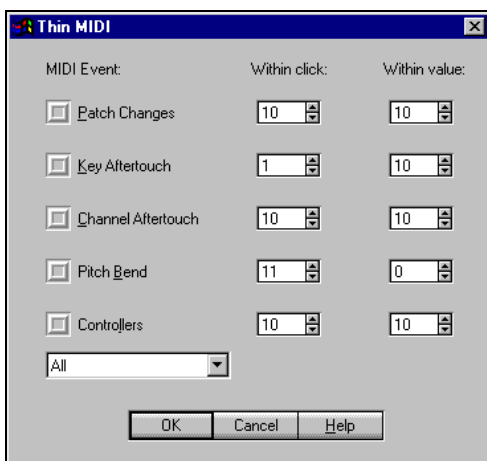 Thin MIDI
MIDI Event: Within click: Within value:
Patch Changes 10 10
Key Aftertouch 1 10
Channel Aftertouch 10 10
Pitch Bend 11 0
Controllers 10 10
All
OK Cancel Help